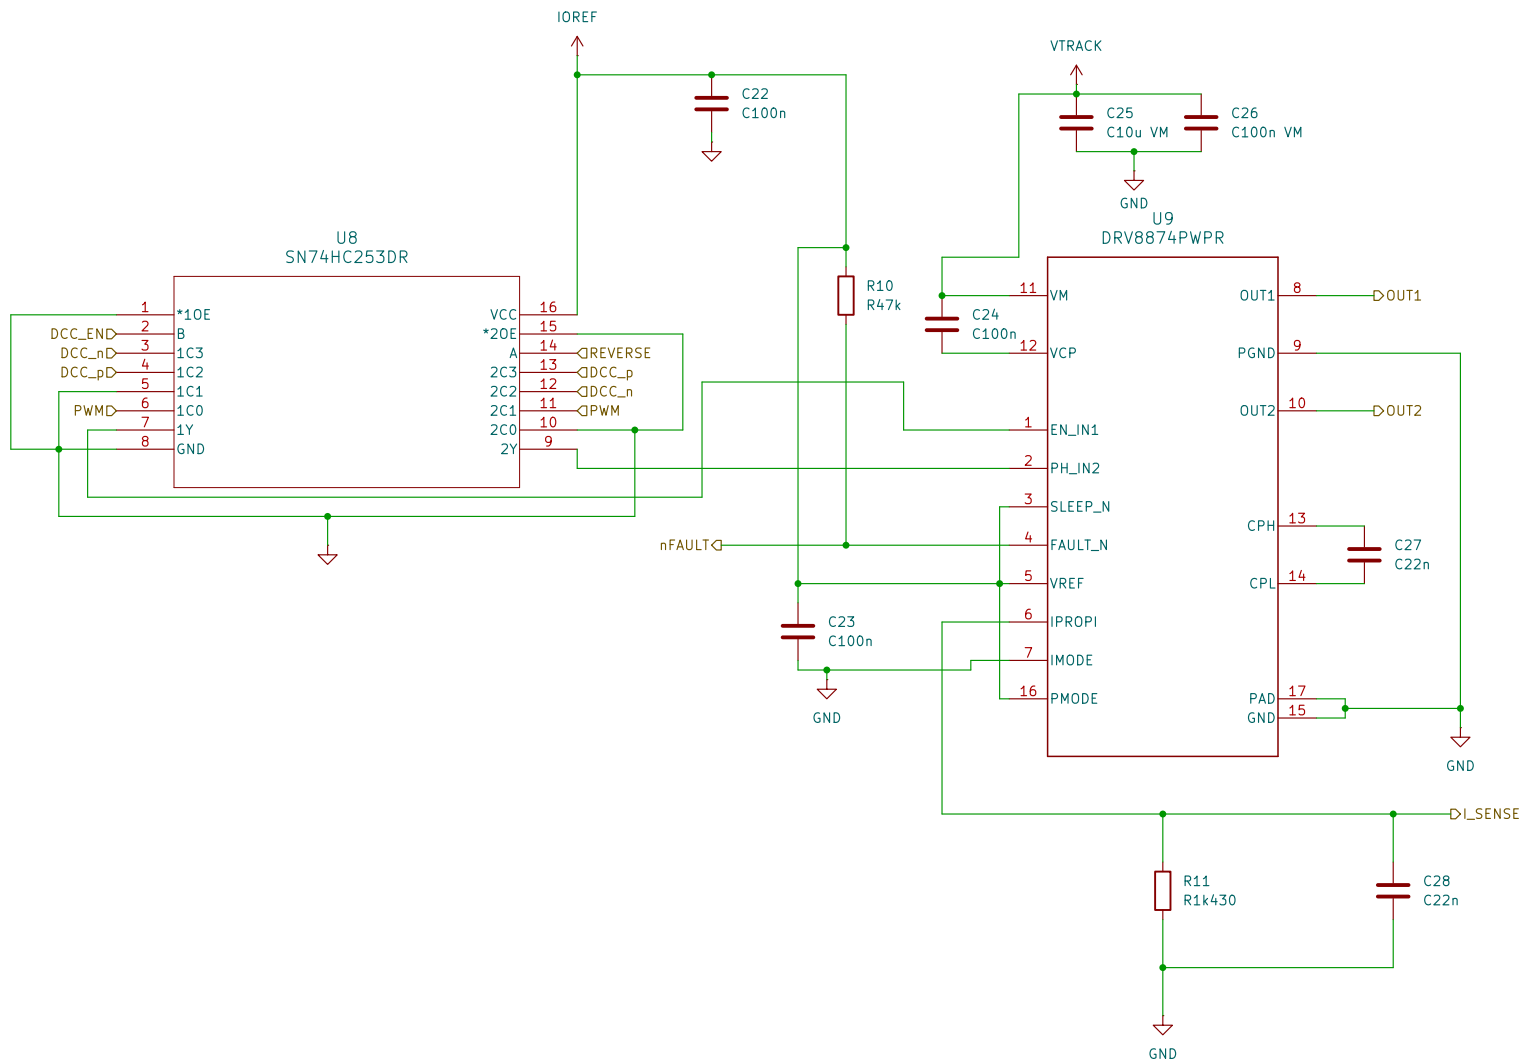 IOREF
VTRACK
C22
C100n
C25
C10u VM
C26
C100n VM
GND
U8
SN74HC253DR
1
*1OE
DCC_EN
2
B
DCC_n
3
1C3
DCC_p
4
1C2
5
1C1
PWM
6
1C0
7
1Y
8
GND
VCC
16
*2OE
15
A
14
REVERSE
2C3
13
DCC_p
2C2
12
DCC_n
2C1
11
PWM
2C0
10
2Y
9
R10
R47k
C24
C100n
nFAULT
C23
C100n
GND
U9
DRV8874PWPR
11
VM
12
VCP
1
EN_IN1
2
PH_IN2
3
SLEEP_N
4
FAULT_N
5
VREF
6
IPROPI
7
IMODE
16
PMODE
OUT1
8
OUT1
PGND
9
OUT2
10
OUT2
CPH
13
CPL
14
C27
C22n
PAD
17
GND
15
GND
I_SENSE
R11
R1k430
C28
C22n
GND